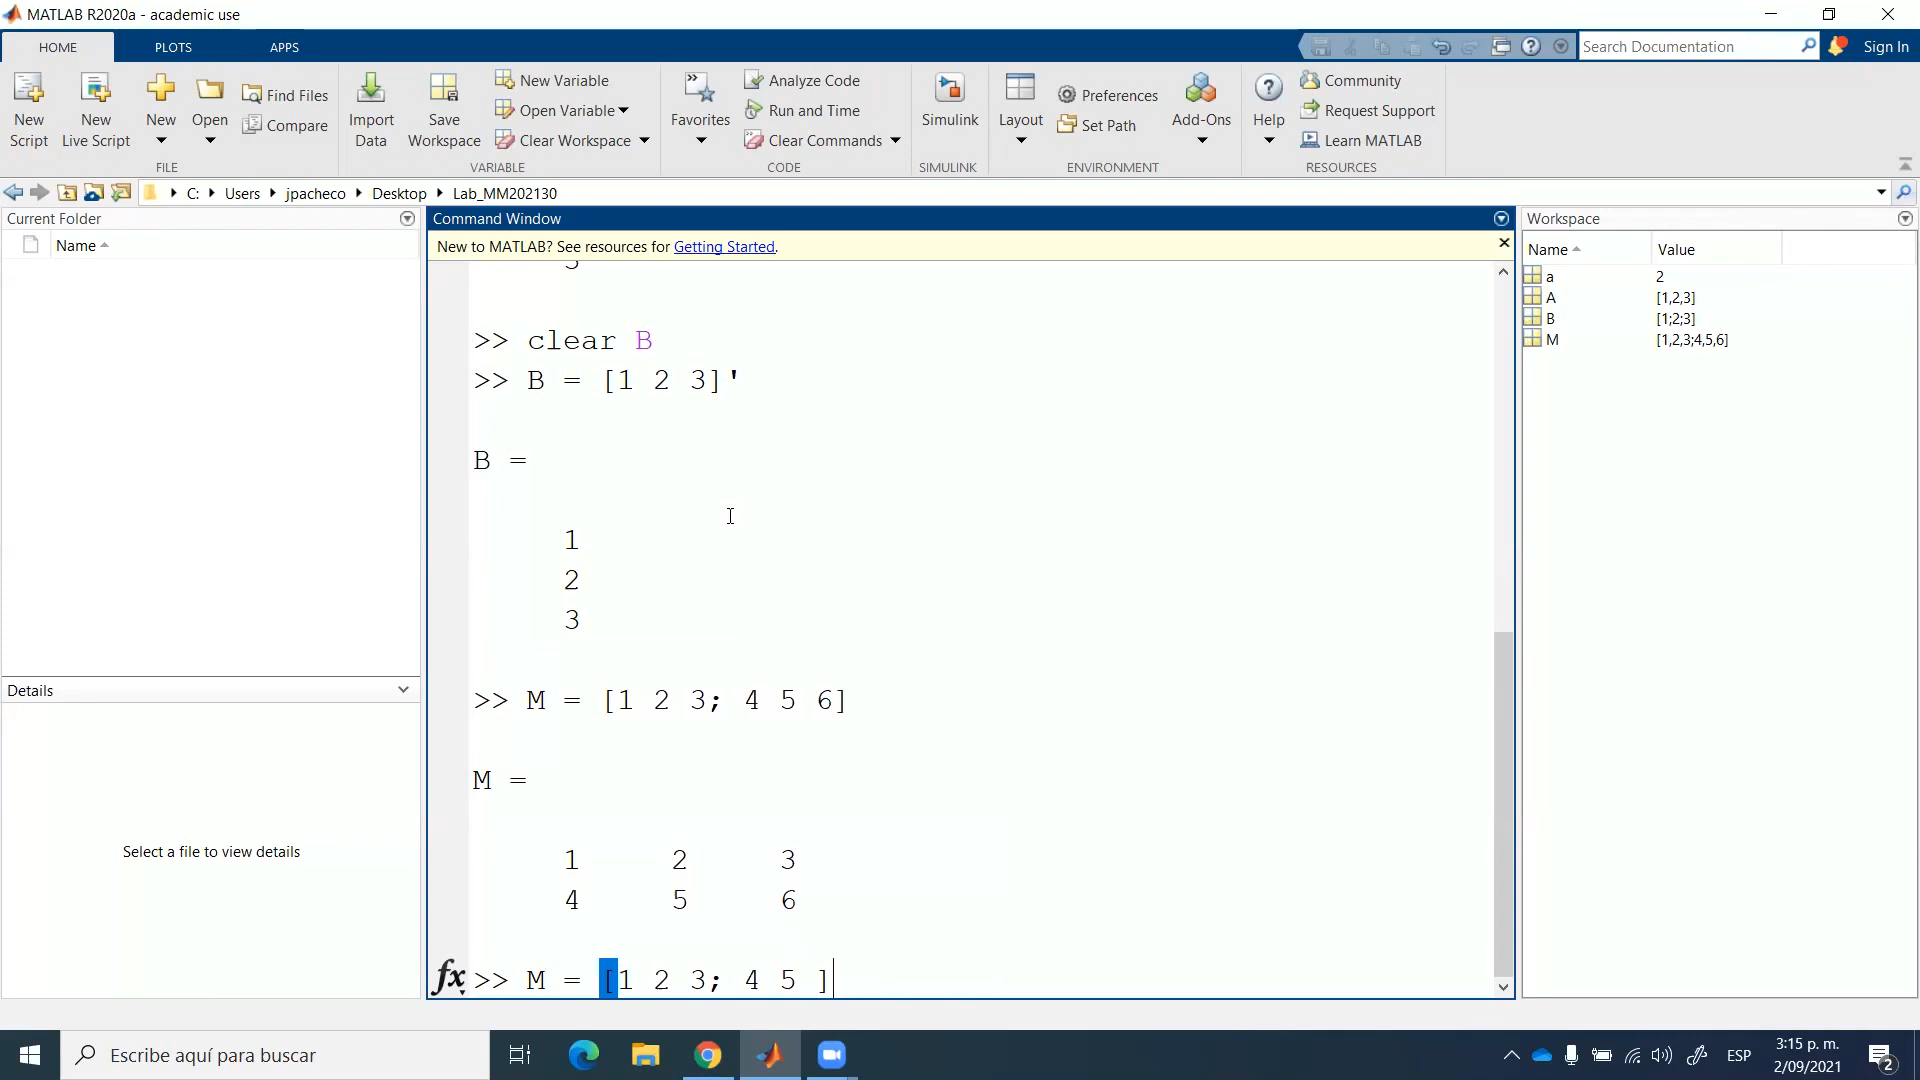 MATLAB R2020a - academic use
HOME PLOTS APPS
Search Documentation
Sign In
New Script
New Live Script
New
Open
Find Files
Compare
FILE
Import Data
Save Workspace
New Variable
Open Variable
Clear Workspace
VARIABLE
Favorites
Analyze Code
Run and Time
Clear Commands
CODE
Simulink
SIMULINK
Layout
Preferences
Set Path
Add-Ons
ENVIRONMENT
Help
Community
Request Support
Learn MATLAB
RESOURCES
C: Users jpacheco Desktop Lab_MM202130
Current Folder
Name
Details
Select a file to view details
Command Window
New to MATLAB? See resources for Getting Started.
>> clear B
>> B = [1 2 3]'
B =
1
2
3
>> M = [1 2 3; 4 5 6]
M =
1 2 3
4 5 6
fx >> M = [1 2 3; 4 5 ]
Workspace
Name Value
a 2
A [1,2,3]
B [1;2;3]
M [1,2,3;4,5,6]
Escribe aquí para buscar
ESP
3:15 p. m.
2/09/2021
2